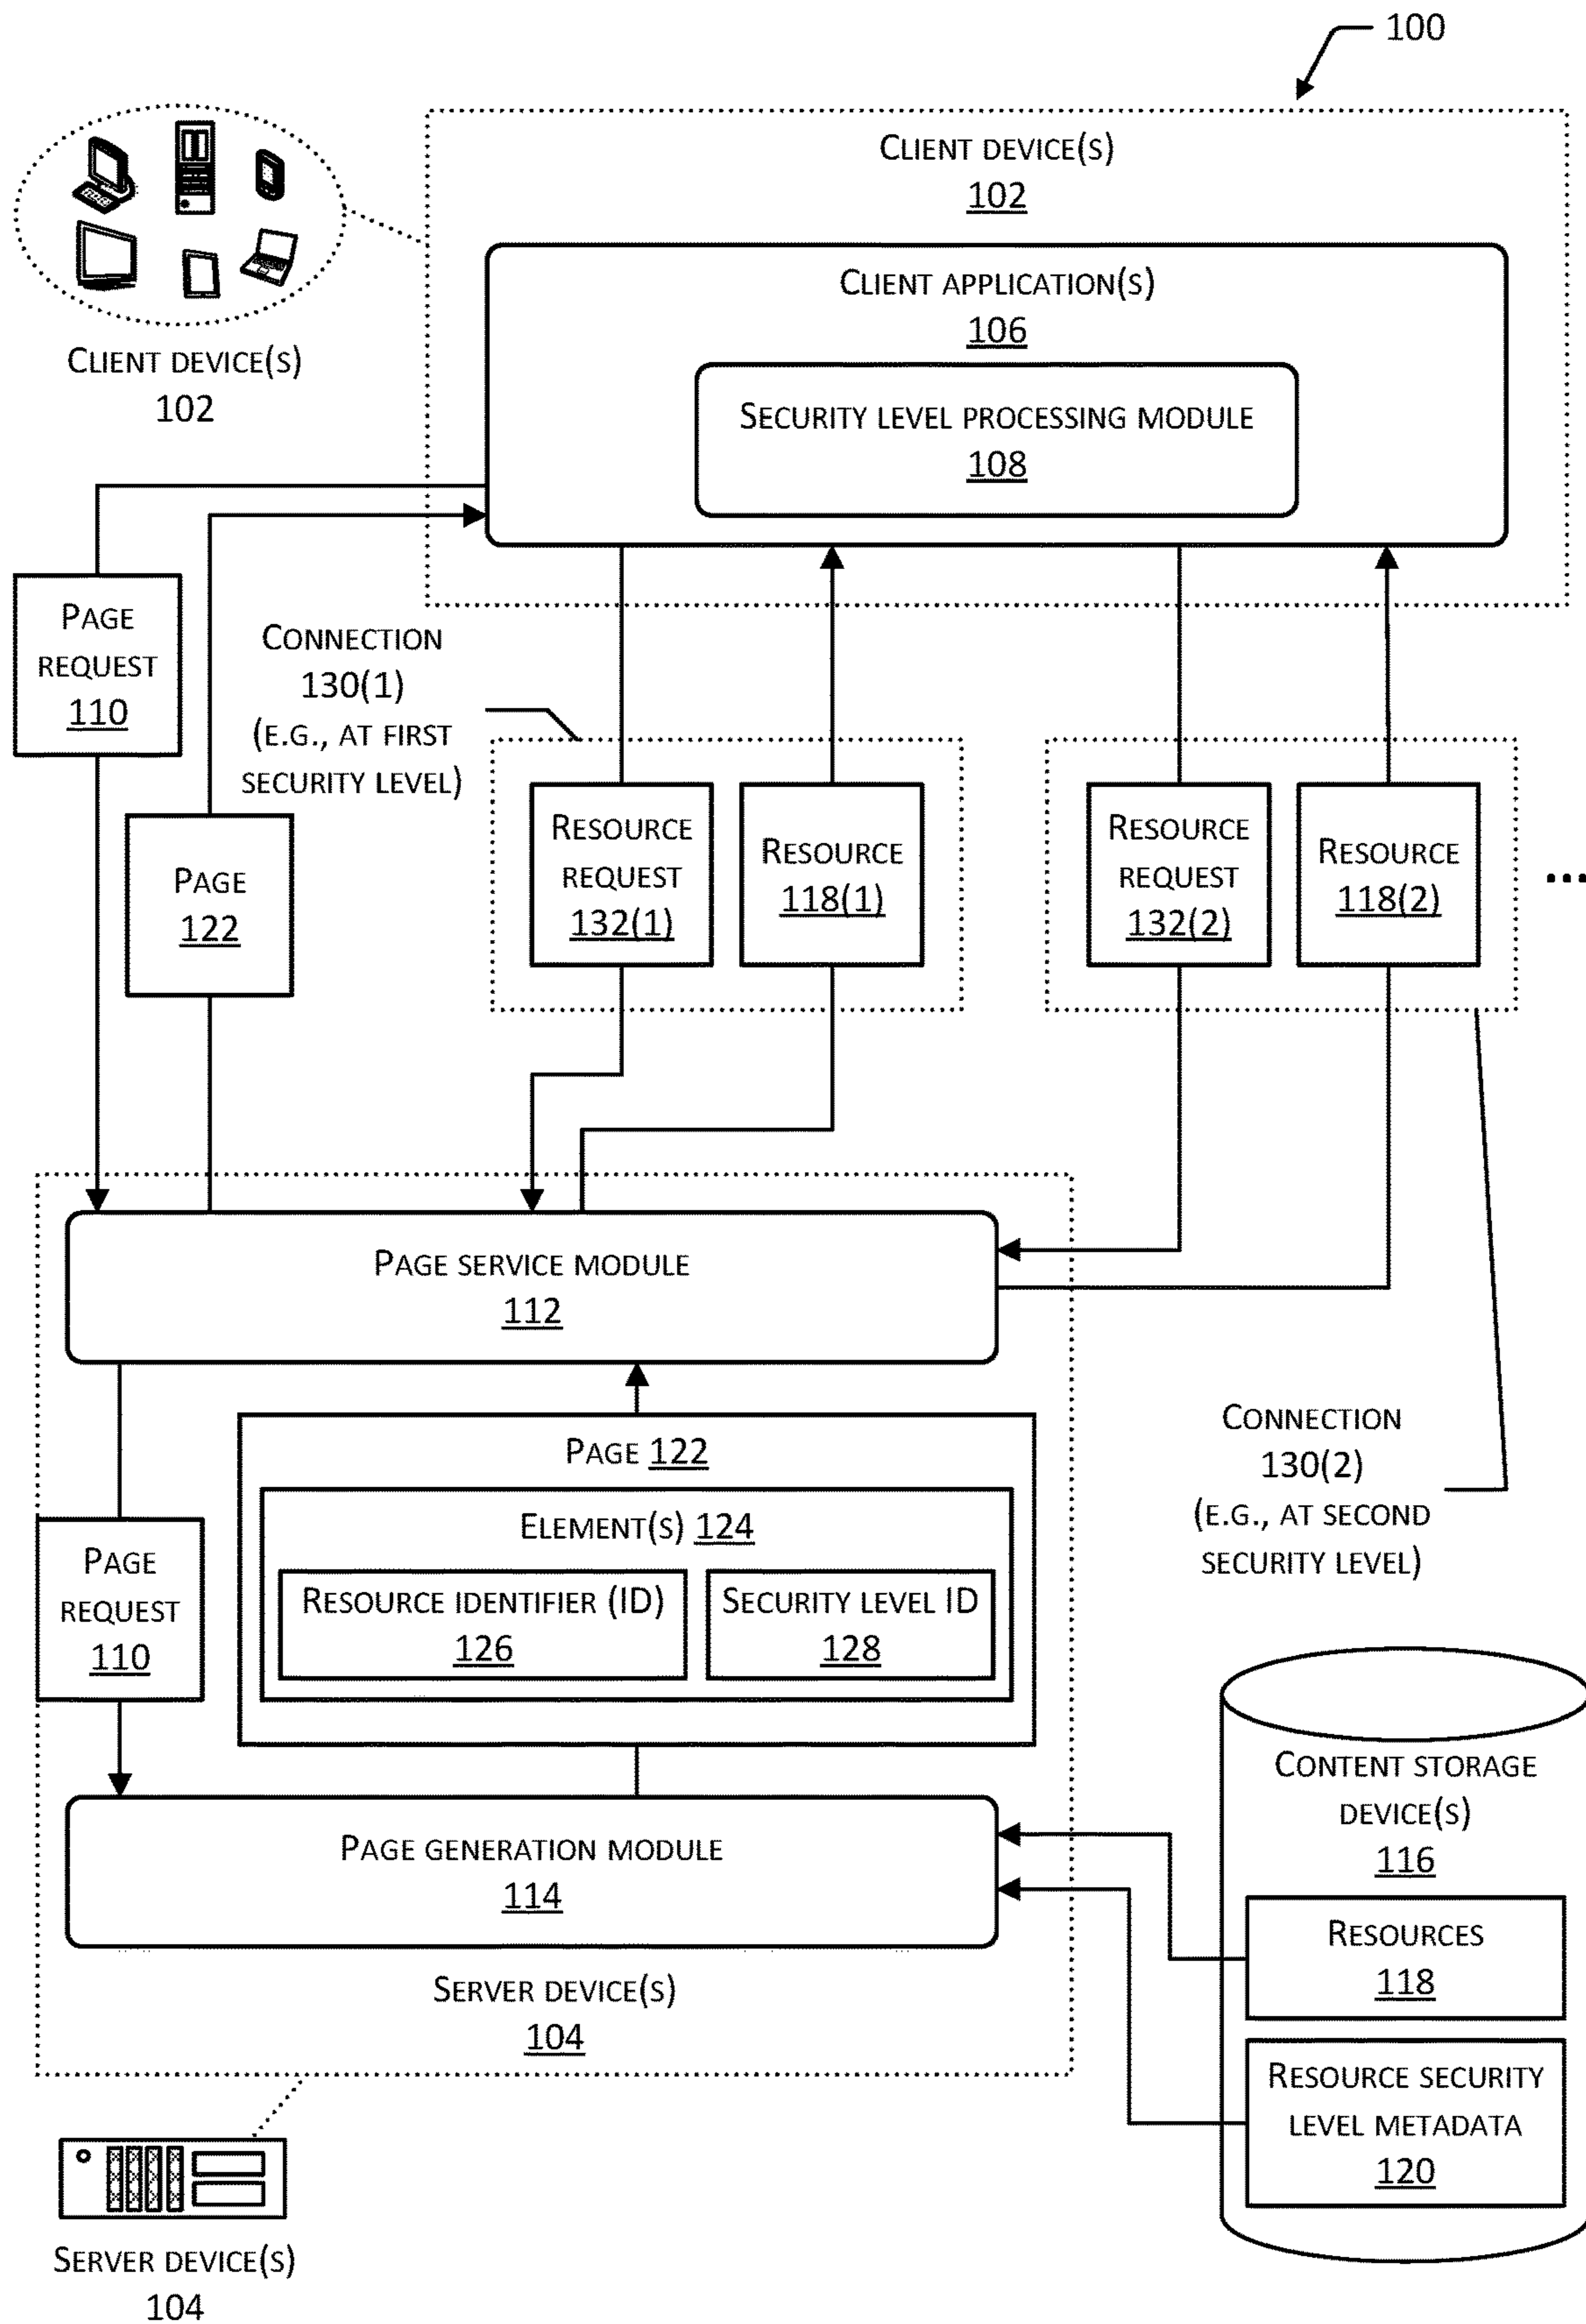 100
CLIENT DEVICE(S)
102
CLIENT APPLICATION(S)
106
SECURITY LEVEL PROCESSING MODULE
108
CLIENT DEVICE(S)
102
PAGE
REQUEST
110
PAGE
122
CONNECTION
130(1)
(E.G., AT FIRST
SECURITY LEVEL)
RESOURCE
REQUEST
132(1)
RESOURCE
118(1)
RESOURCE
REQUEST
132(2)
RESOURCE
118(2)
...
PAGE SERVICE MODULE
112
PAGE 122
ELEMENT(S) 124
RESOURCE IDENTIFIER (ID)
126
SECURITY LEVEL ID
128
PAGE
REQUEST
110
CONNECTION
130(2)
(E.G., AT SECOND
SECURITY LEVEL)
PAGE GENERATION MODULE
114
SERVER DEVICE(S)
104
CONTENT STORAGE
DEVICE(S)
116
RESOURCES
118
RESOURCE SECURITY
LEVEL METADATA
120
SERVER DEVICE(S)
104